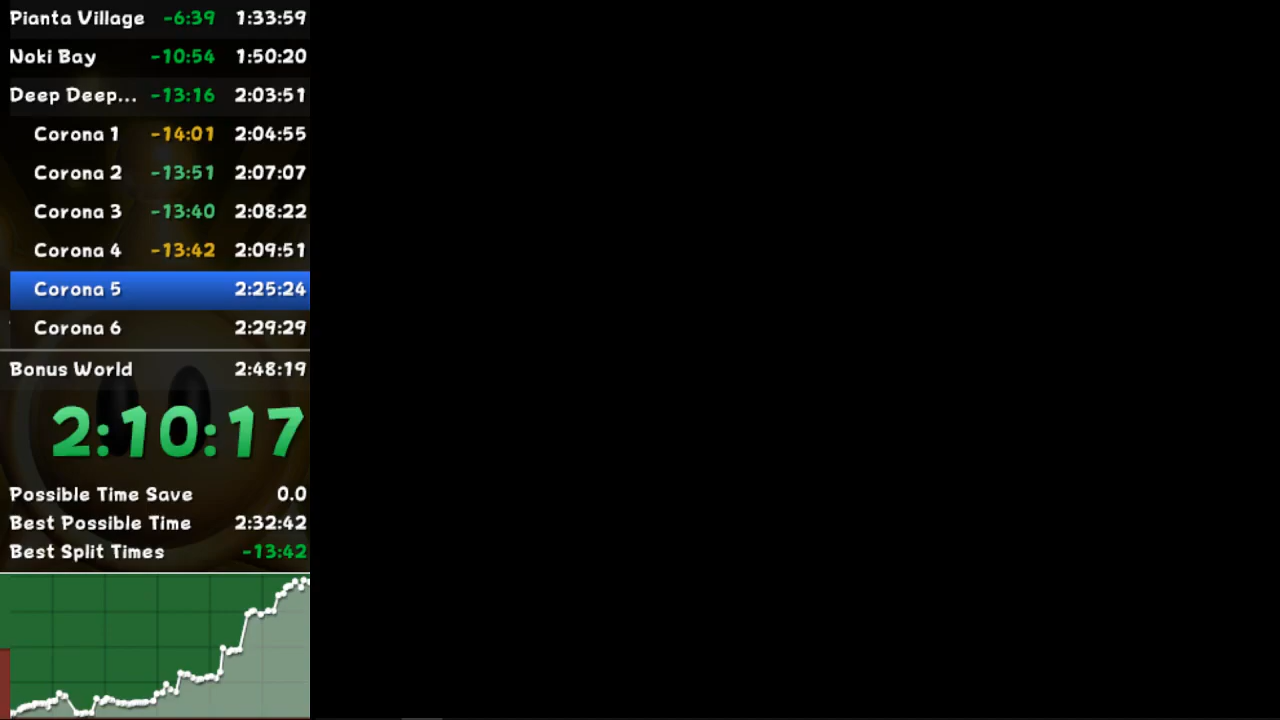 Pianta Village -6:39 1:33:59
Noki Bay -10:54 1:50:20
Deep Deep... -13:16 2:03:51
Corona 1 -14:01 2:04:55
Corona 2 -13:51 2:07:07
Corona 3 -13:40 2:08:22
Corona 4 -13:42 2:09:51
Corona 5 2:25:24
Corona 6 2:29:29
Bonus World 2:48:19
2:10:17
Possible Time Save 0.0
Best Possible Time 2:32:42
Best Split Times -13:42